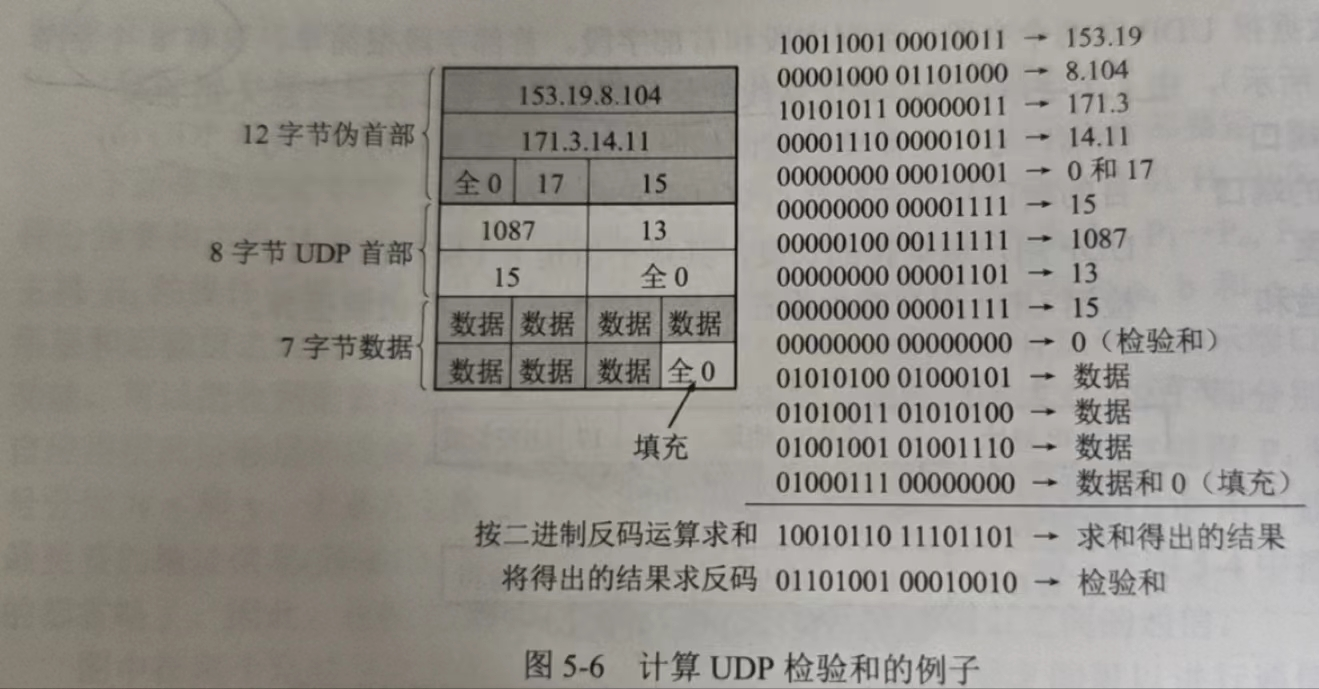 10011001 00010011 → 153.19
00001000 01101000 → 8.104
10101011 00000011 → 171.3
00001110 00001011 → 14.11
00000000 00010001 → 0 和 17
00000000 00001111 → 15
00000100 00111111 → 1087
00000000 00001101 → 13
00000000 00001111 → 15
00000000 00000000 → 0（检验和）
01010100 01000101 → 数据
01010011 01010100 → 数据
01001001 01001110 → 数据
01000111 00000000 → 数据和 0（填充）
12 字节伪首部
153.19.8.104
171.3.14.11
全 0 17 15
8 字节 UDP 首部
1087 13
15 全 0
7 字节数据
数据 数据 数据 数据
数据 数据 数据 全 0
填充
按二进制反码运算求和 10010110 11101101 → 求和得出的结果
将得出的结果求反码 01101001 00010010 → 检验和
图 5-6 计算 UDP 检验和的例子